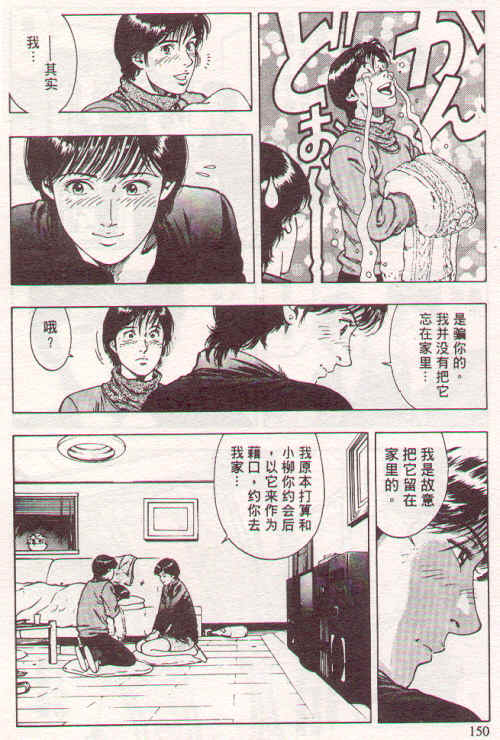 どお〜
かん
——其实
我…
是骗你的。
我并没有把它
忘在家里…
哦？
我是故意
把它留在
家里的。
我原本打算和
小柳你约会后
，以它来作为
藉口，约你去
我家…
150